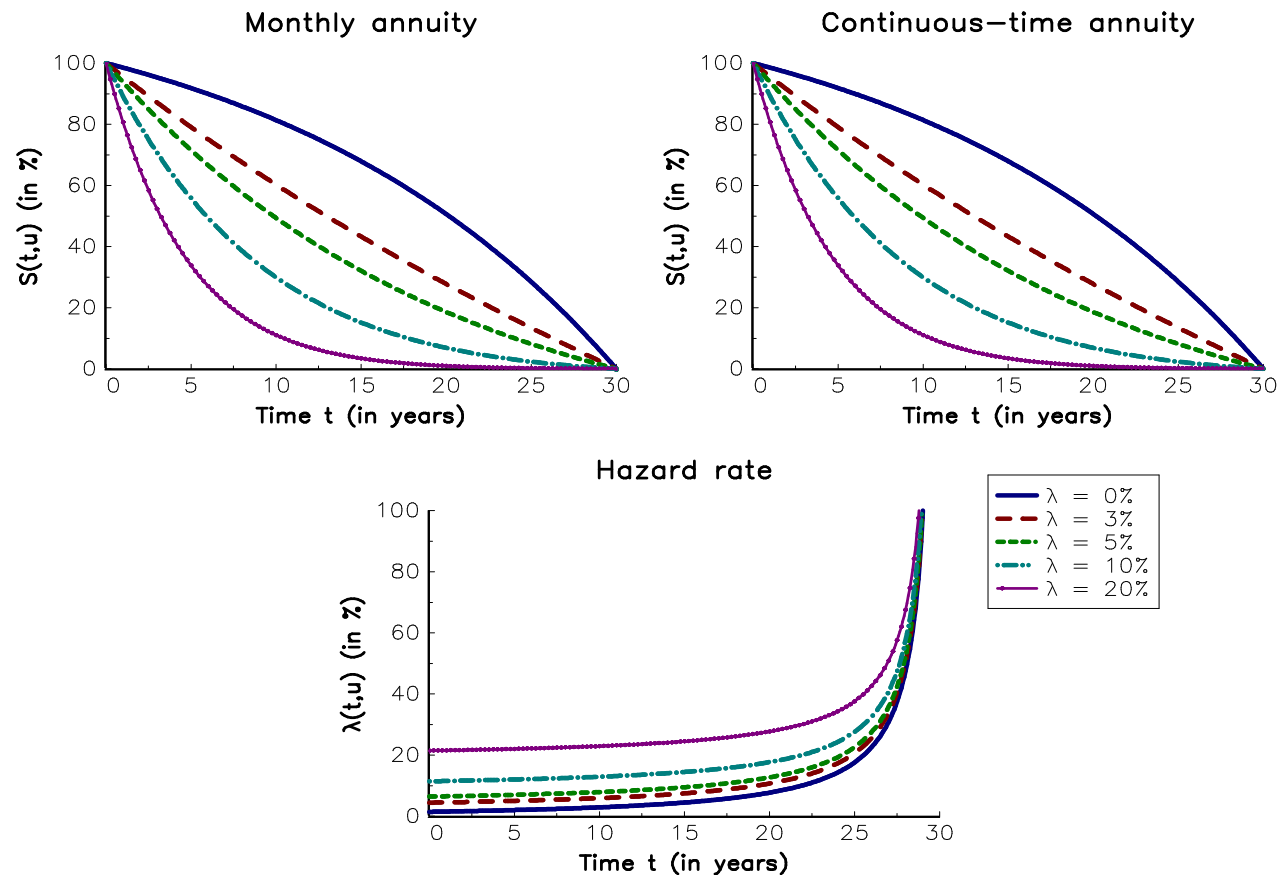 Monthly annuity
S(t,u) (in %)
100
80
60
40
20
0
0 5 10 15 20 25 30
Time t (in years)
Continuous-time annuity
S(t,u) (in %)
100
80
60
40
20
0
0 5 10 15 20 25 30
Time t (in years)
Hazard rate
λ(t,u) (in %)
100
80
60
40
20
0
0 5 10 15 20 25 30
Time t (in years)
λ = 0%
λ = 3%
λ = 5%
λ = 10%
λ = 20%